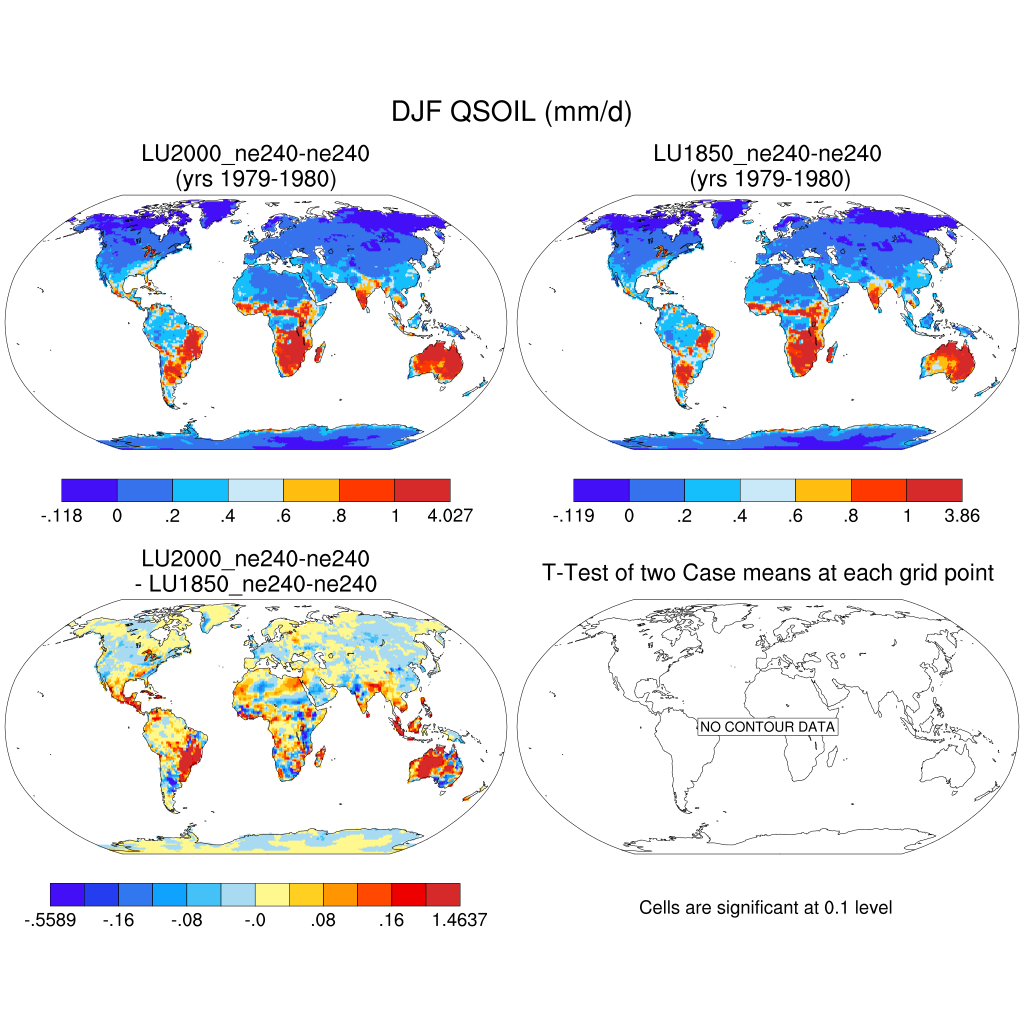 DJF QSOIL (mm/d)
LU2000_ne240-ne240
(yrs 1979-1980)
LU1850_ne240-ne240
(yrs 1979-1980)
-.118 0 .2 .4 .6 .8 1 4.027
-.119 0 .2 .4 .6 .8 1 3.86
LU2000_ne240-ne240
- LU1850_ne240-ne240
T-Test of two Case means at each grid point
NO CONTOUR DATA
-.5589 -.16 -.08 -.0 .08 .16 1.4637
Cells are significant at 0.1 level